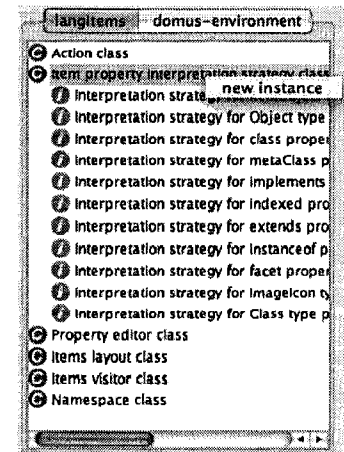 langitems domus-environment
C Action class
C Item property interpretation strategy class
new instance
i Interpretation strate
i Interpretation strategy for Object type
i Interpretation strategy for class proper
i Interpretation strategy for metaClass p
i Interpretation strategy for implements
i Interpretation strategy for indexed pro
i Interpretation strategy for extends pro
i Interpretation strategy for Instanceof p
i Interpretation strategy for facet proper
i Interpretation strategy for ImageIcon ty
i Interpretation strategy for Class type p
C Property editor class
C Items layout class
C Items visitor class
C Namespace class